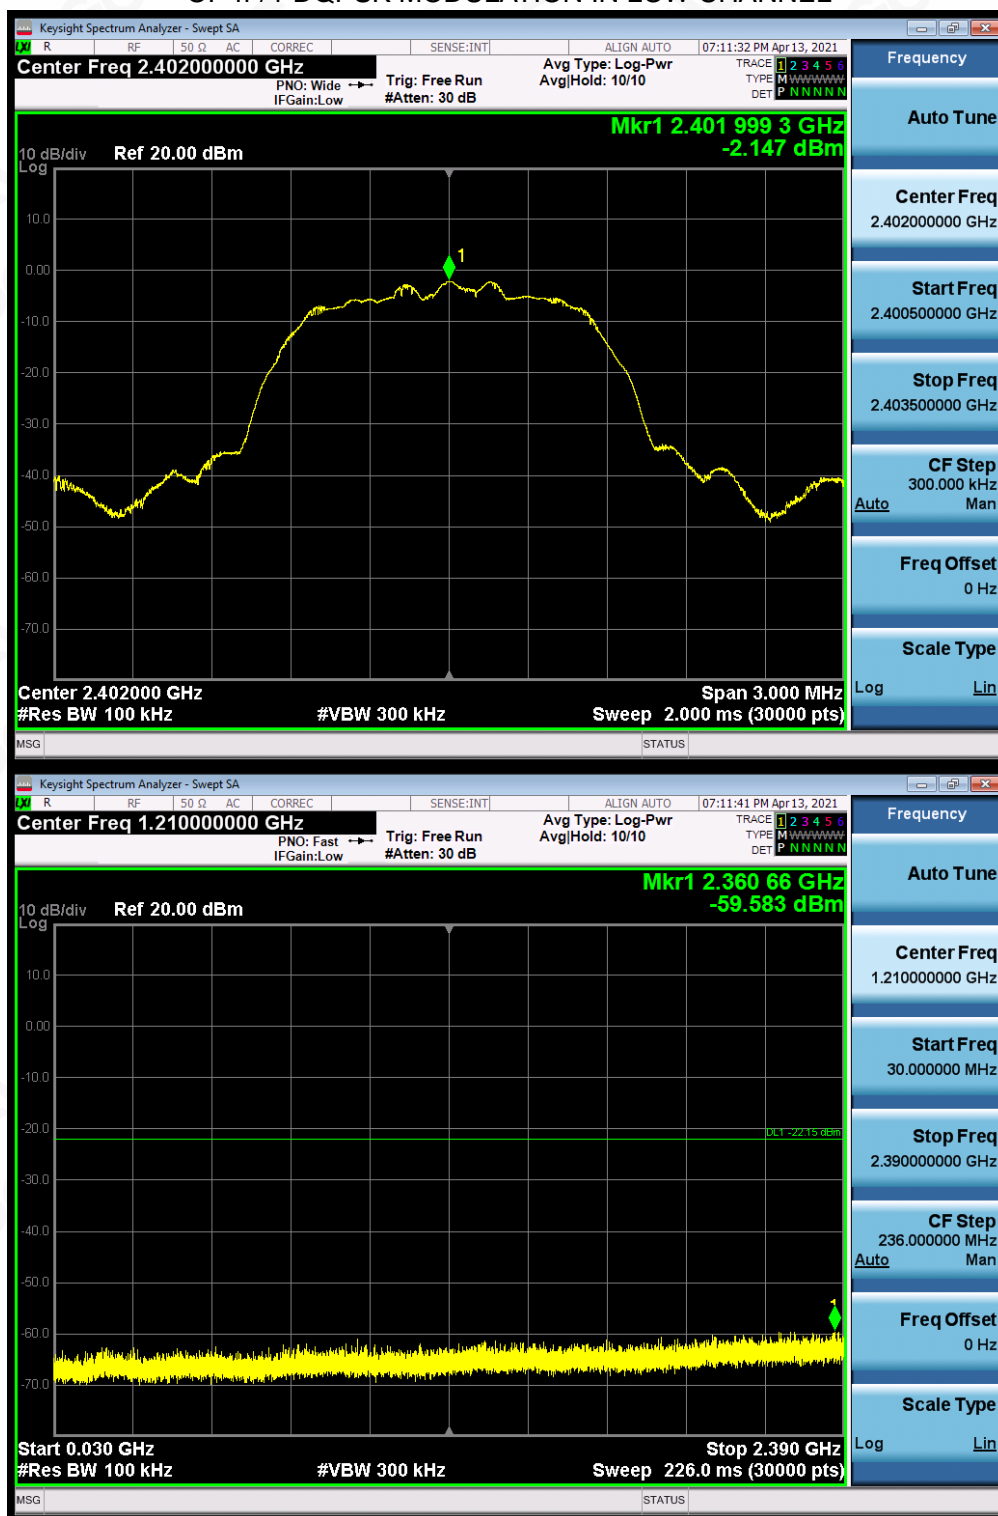 MODULATION IN LOW CHANNEL
Keysight Spectrum Analyzer - Swept SA
LXI R RF 50 Ω AC CORREC SENSE:INT ALIGN AUTO 07:11:32 PM Apr 13, 2021
Center Freq 2.402000000 GHz
PNO: Wide
IFGain:Low
Trig: Free Run
#Atten: 30 dB
Avg Type: Log-Pwr
Avg|Hold: 10/10
TRACE 1 2 3 4 5 6
TYPE M WWWWW
DET P N N N N N
Frequency
Auto Tune
Mkr1 2.401 999 3 GHz
-2.147 dBm
10 dB/div Ref 20.00 dBm
Log
10.0
0.00
-10.0
-20.0
-30.0
-40.0
-50.0
-60.0
-70.0
1
Center Freq
2.402000000 GHz
Start Freq
2.400500000 GHz
Stop Freq
2.403500000 GHz
CF Step
300.000 kHz
Auto Man
Freq Offset
0 Hz
Scale Type
Log Lin
Center 2.402000 GHz Span 3.000 MHz
#Res BW 100 kHz #VBW 300 kHz Sweep 2.000 ms (30000 pts)
MSG STATUS
Keysight Spectrum Analyzer - Swept SA
LXI R RF 50 Ω AC CORREC SENSE:INT ALIGN AUTO 07:11:41 PM Apr 13, 2021
Center Freq 1.210000000 GHz
PNO: Fast
IFGain:Low
Trig: Free Run
#Atten: 30 dB
Avg Type: Log-Pwr
Avg|Hold: 10/10
TRACE 1 2 3 4 5 6
TYPE M WWWWW
DET P N N N N N
Frequency
Auto Tune
Mkr1 2.360 66 GHz
-59.583 dBm
10 dB/div Ref 20.00 dBm
Log
10.0
0.00
-10.0
-20.0
-30.0
-40.0
-50.0
-60.0
-70.0
DL1 -22.15 dBm
1
Center Freq
1.210000000 GHz
Start Freq
30.000000 MHz
Stop Freq
2.390000000 GHz
CF Step
236.000000 MHz
Auto Man
Freq Offset
0 Hz
Scale Type
Log Lin
Start 0.030 GHz Stop 2.390 GHz
#Res BW 100 kHz #VBW 300 kHz Sweep 226.0 ms (30000 pts)
MSG STATUS